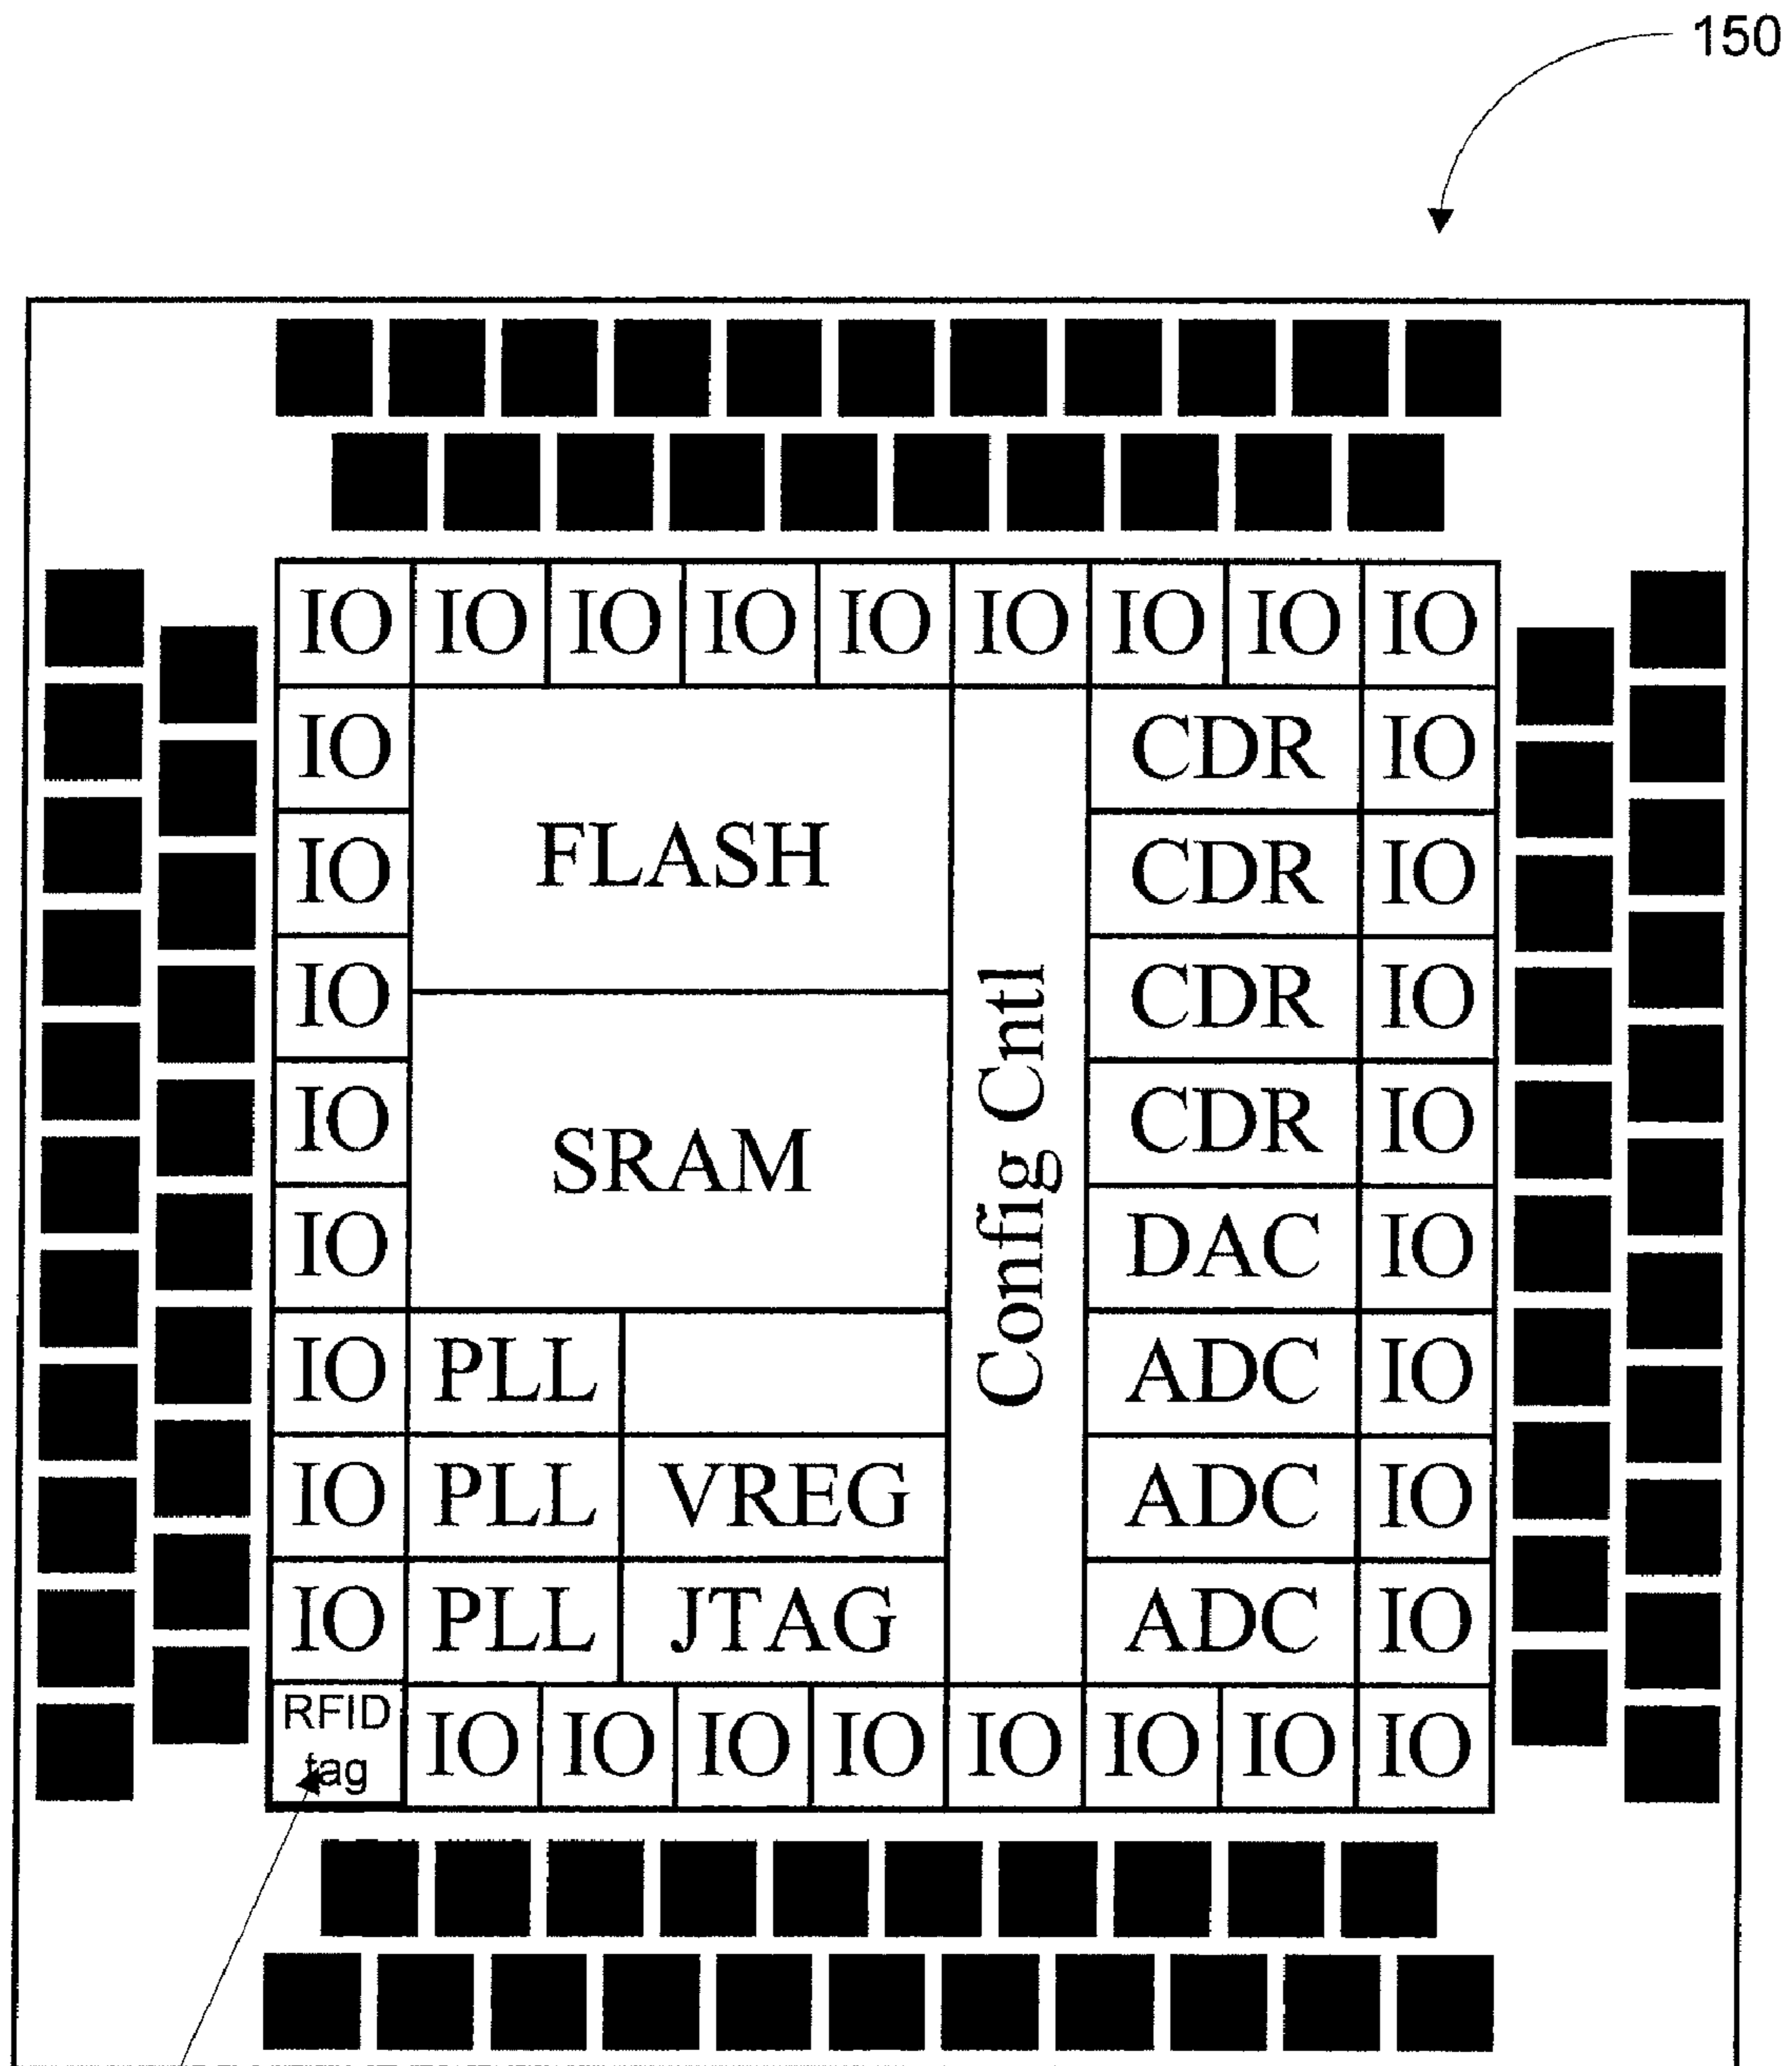 150
IO IO IO IO IO IO IO IO IO
IO FLASH CDR IO
IO CDR IO
IO CDR IO
IO SRAM CDR IO
IO DAC IO
Config Cntl
IO PLL ADC IO
IO PLL VREG ADC IO
IO PLL JTAG ADC IO
RFID
tag
IO IO IO IO IO IO IO IO